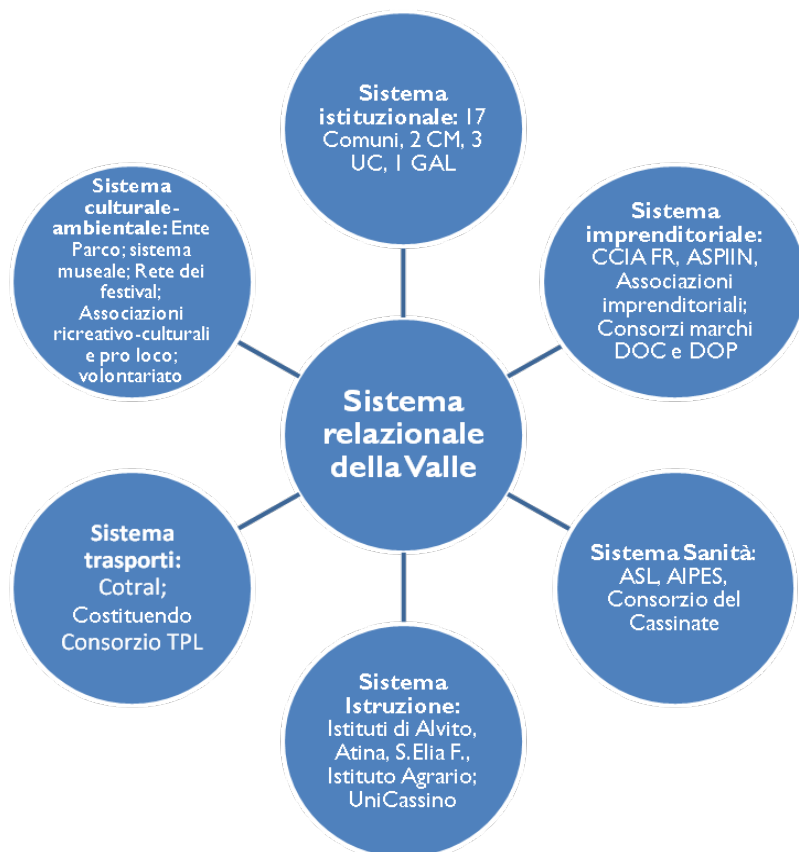 Sistema
istituzionale: 17
Comuni, 2 CM, 3
UC, 1 GAL
Sistema
imprenditoriale:
CCIA FR, ASPIIN,
Associazioni
imprenditoriali;
Consorzi marchi
DOC e DOP
Sistema Sanità:
ASL, AIPES,
Consorzio del
Cassinate
Sistema
Istruzione:
Istituti di Alvito,
Atina, S.Elia F.,
Istituto Agrario;
UniCassino
Sistema
trasporti:
Cotral;
Costituendo
Consorzio TPL
Sistema
culturale-
ambientale: Ente
Parco; sistema
museale; Rete dei
festival;
Associazioni
ricreativo-culturali
e pro loco;
volontariato
Sistema
relazionale
della Valle